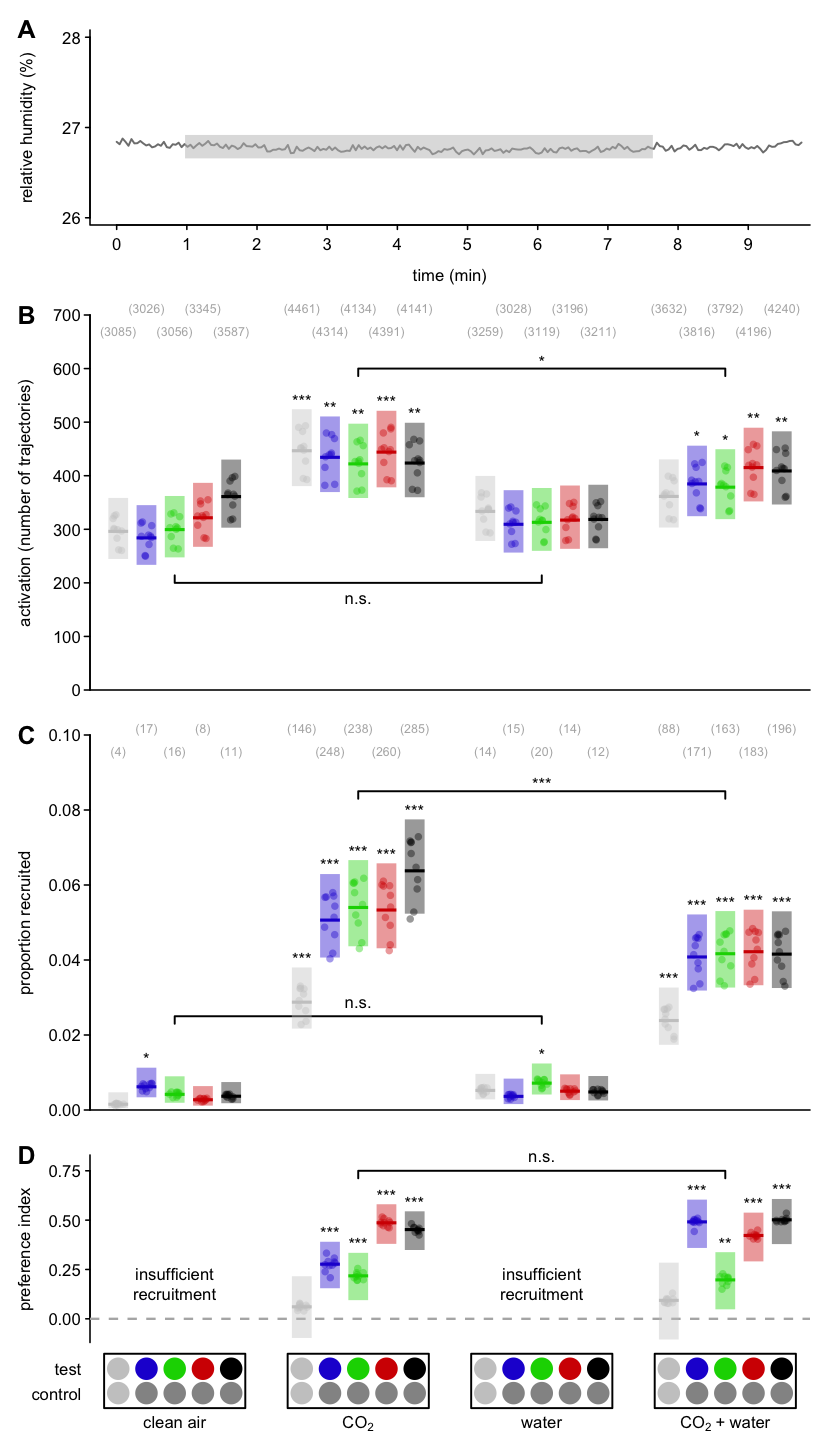 A
relative humidity (%)
28
27
26
0 1 2 3 4 5 6 7 8 9
time (min)
B
activation (number of trajectories)
(3026) (3345) (4461) (4134) (4141) (3028) (3196) (3632) (3792) (4240)
(3085) (3056) (3587) (4314) (4391) (3259) (3119) (3211) (3816) (4196)
700
600
500
400
300
200
100
0
*
*** ** ** *** **
* * ** **
n.s.
C
proportion recruited
(17) (8) (146) (238) (285) (15) (14) (88) (163) (196)
(4) (16) (11) (248) (260) (14) (20) (12) (171) (183)
0.10
0.08
0.06
0.04
0.02
0.00
***
*** *** *** *** ***
*** *** *** *** ***
n.s.
* *
D
preference index
0.75
0.50
0.25
0.00
n.s.
*** *** *** ***
*** ** *** ***
insufficient
recruitment
insufficient
recruitment
test
control
clean air CO₂ water CO₂ + water